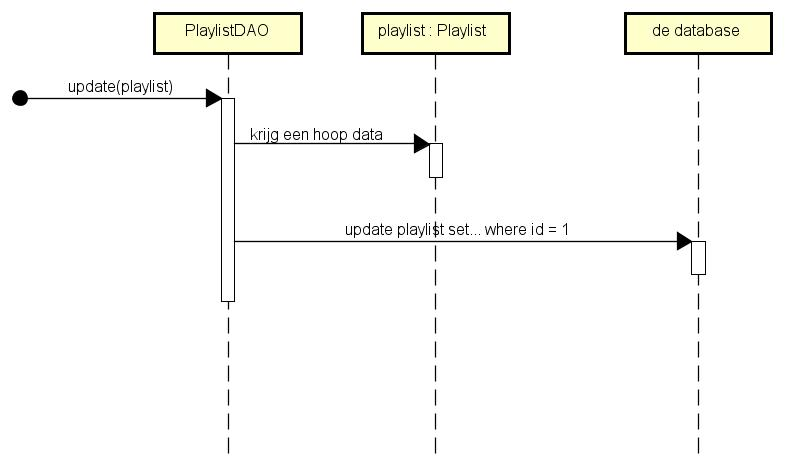 PlaylistDAO
playlist : Playlist
de database
update(playlist)
krijg een hoop data
update playlist set... where id = 1